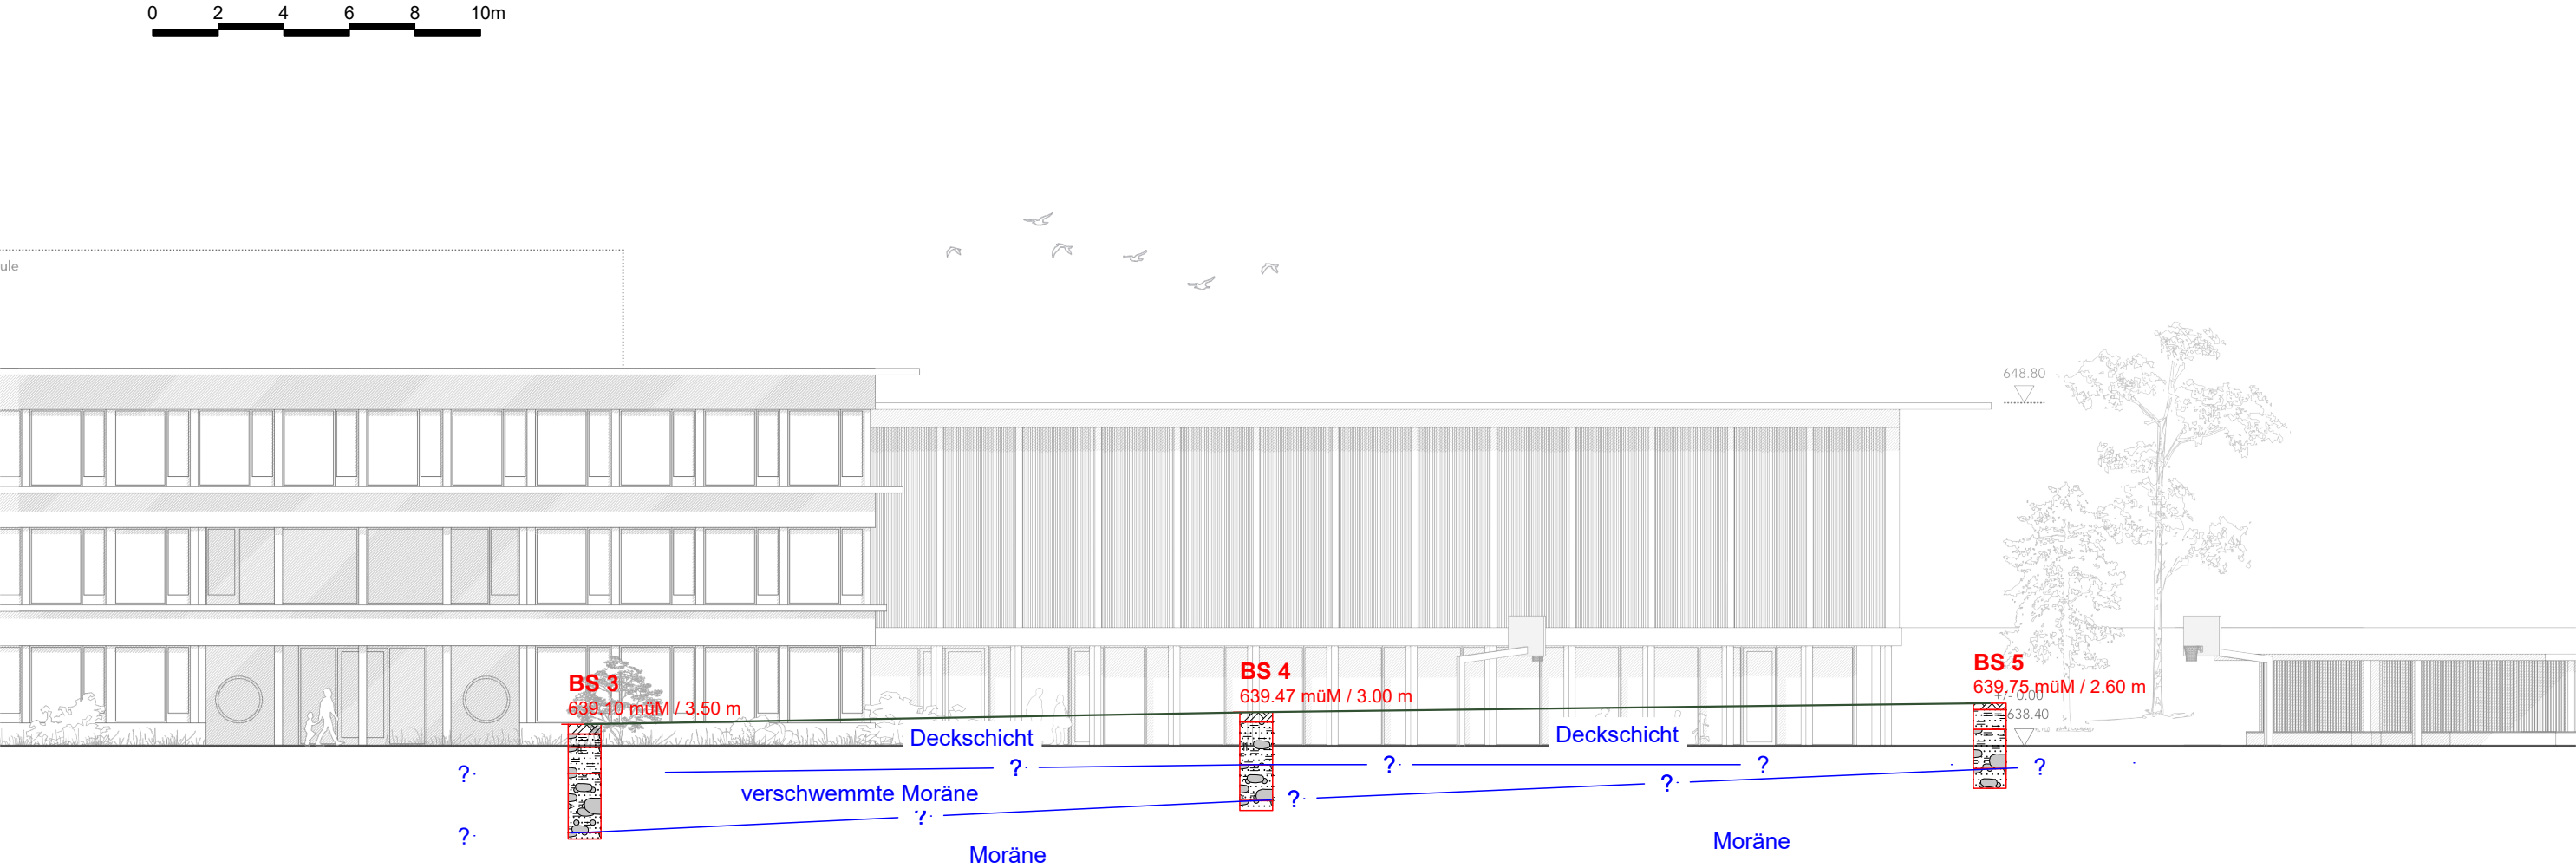 0 2 4 6 8 10m
ule
648.80
BS 3
639.10 müM / 3.50 m
BS 4
639.47 müM / 3.00 m
BS 5
639.75 müM / 2.60 m
+/- 0.00
638.40
Deckschicht
Deckschicht
? ? ? ? ?
verschwemmte Moräne
? ? ? ?
Moräne
Moräne